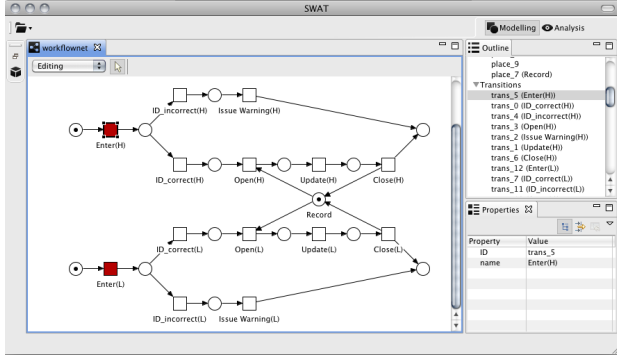 SWAT
Modelling Analysis
workflownet
Editing
ID_incorrect(H) Issue Warning(H)
Enter(H)
ID_correct(H) Open(H) Update(H) Close(H)
Record
ID_correct(L) Open(L) Update(L) Close(L)
Enter(L)
ID_incorrect(L) Issue Warning(L)
Outline
place_9
place_7 (Record)
Transitions
trans_5 (Enter(H))
trans_0 (ID_correct(H))
trans_4 (ID_incorrect(H))
trans_3 (Open(H))
trans_2 (Issue Warning(H))
trans_1 (Update(H))
trans_6 (Close(H))
trans_12 (Enter(L))
trans_7 (ID_correct(L))
trans_11 (ID_incorrect(L))
Properties
Property Value
ID trans_5
name Enter(H)